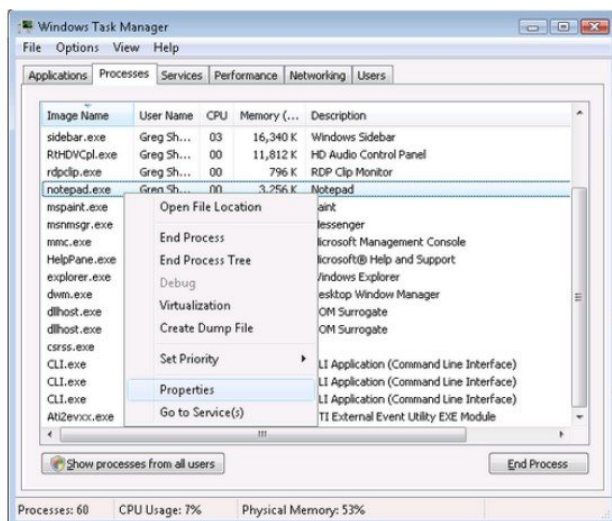 Windows Task Manager
File Options View Help
Applications Processes Services Performance Networking Users
Image Name User Name CPU Memory (... Description
sidebar.exe Greg Sh... 03 16,340 K Windows Sidebar
RtHDVCpl.exe Greg Sh... 00 11,812 K HD Audio Control Panel
rdpclip.exe Greg Sh... 00 796 K RDP Clip Monitor
notepad.exe Greg Sh... 00 3,256 K Notepad
mspaint.exe Open File Location aint
msnmsgr.exe lessenger
mmc.exe End Process licrosoft Management Console
HelpPane.exe End Process Tree licrosoft® Help and Support
explorer.exe Debug /indows Explorer
dwm.exe Virtualization esktop Window Manager
dllhost.exe OM Surrogate
dllhost.exe Create Dump File OM Surrogate
csrss.exe
CLI.exe Set Priority LI Application (Command Line Interface)
CLI.exe Properties LI Application (Command Line Interface)
CLI.exe LI Application (Command Line Interface)
Ati2evxx.exe Go to Service(s) TI External Event Utility EXE Module
Show processes from all users End Process
Processes: 60 CPU Usage: 7% Physical Memory: 53%